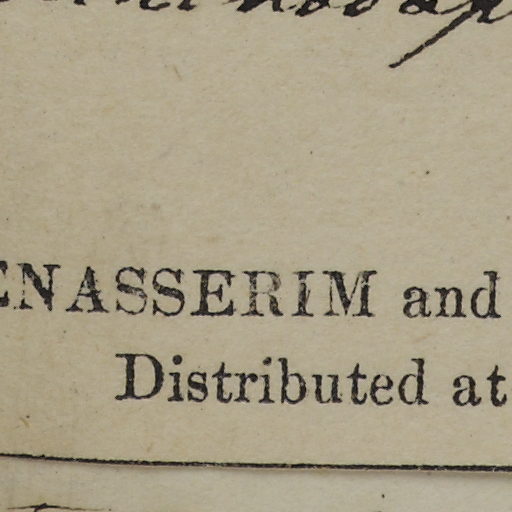 ENASSERIM and
Distributed at